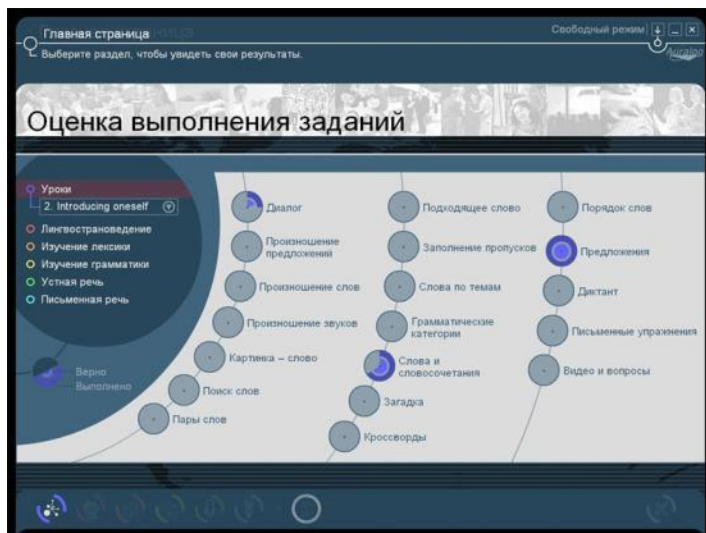 Главная страница
Свободный режим
Выберите раздел, чтобы увидеть свои результаты.
Auralog
Оценка выполнения заданий
Уроки
2. Introducing oneself
Лингвострановедение
Изучение лексики
Изучение грамматики
Устная речь
Письменная речь
Верно
Выполнено
Диалог
Произношение
предложений
Произношение слов
Произношение звуков
Картинка – слово
Поиск слов
Пары слов
Подходящее слово
Заполнение пропусков
Слова по темам
Грамматические
категории
Слова и
словосочетания
Загадка
Кроссворды
Порядок слов
Предложения
Диктант
Письменные упражнения
Видео и вопросы